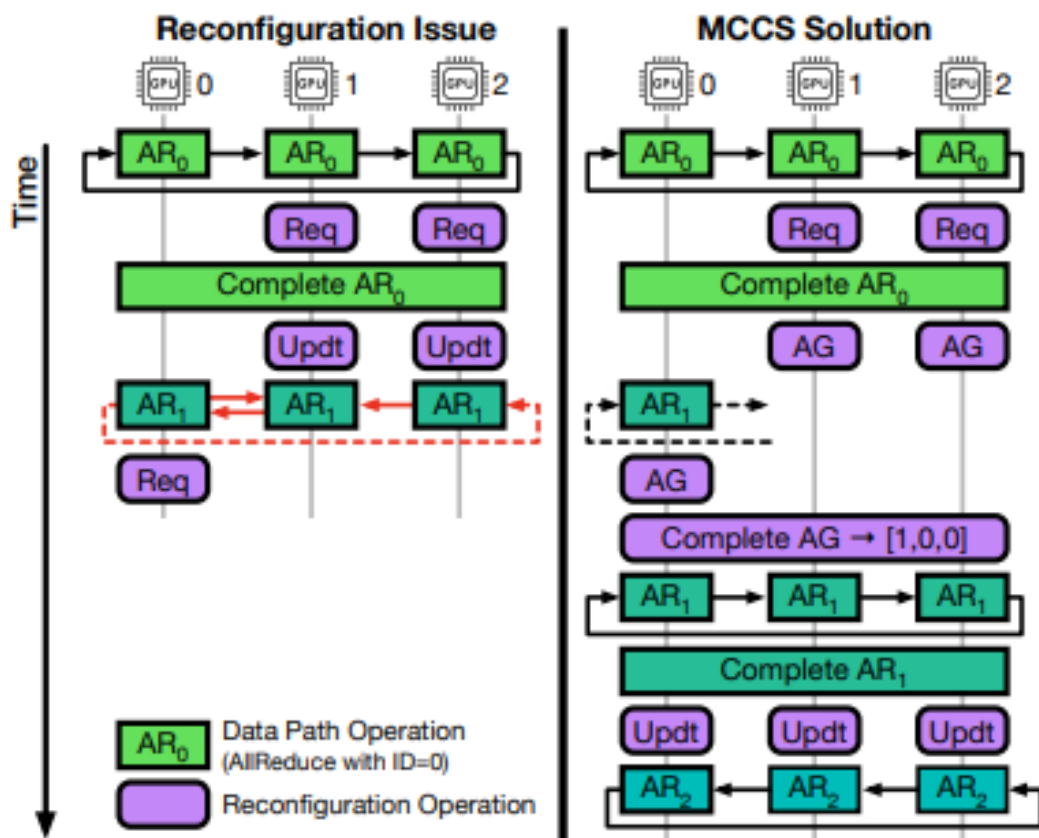 Reconfiguration Issue
GPU 0 GPU 1 GPU 2
Time
AR₀ AR₀ AR₀
Req Req
Complete AR₀
Updt Updt
AR₁ AR₁ AR₁
Req
AR₀ Data Path Operation
(AllReduce with ID=0)
Reconfiguration Operation
MCCS Solution
GPU 0 GPU 1 GPU 2
AR₀ AR₀ AR₀
Req Req
Complete AR₀
AG AG
AR₁
AG
Complete AG → [1,0,0]
AR₁ AR₁ AR₁
Complete AR₁
Updt Updt Updt
AR₂ AR₂ AR₂